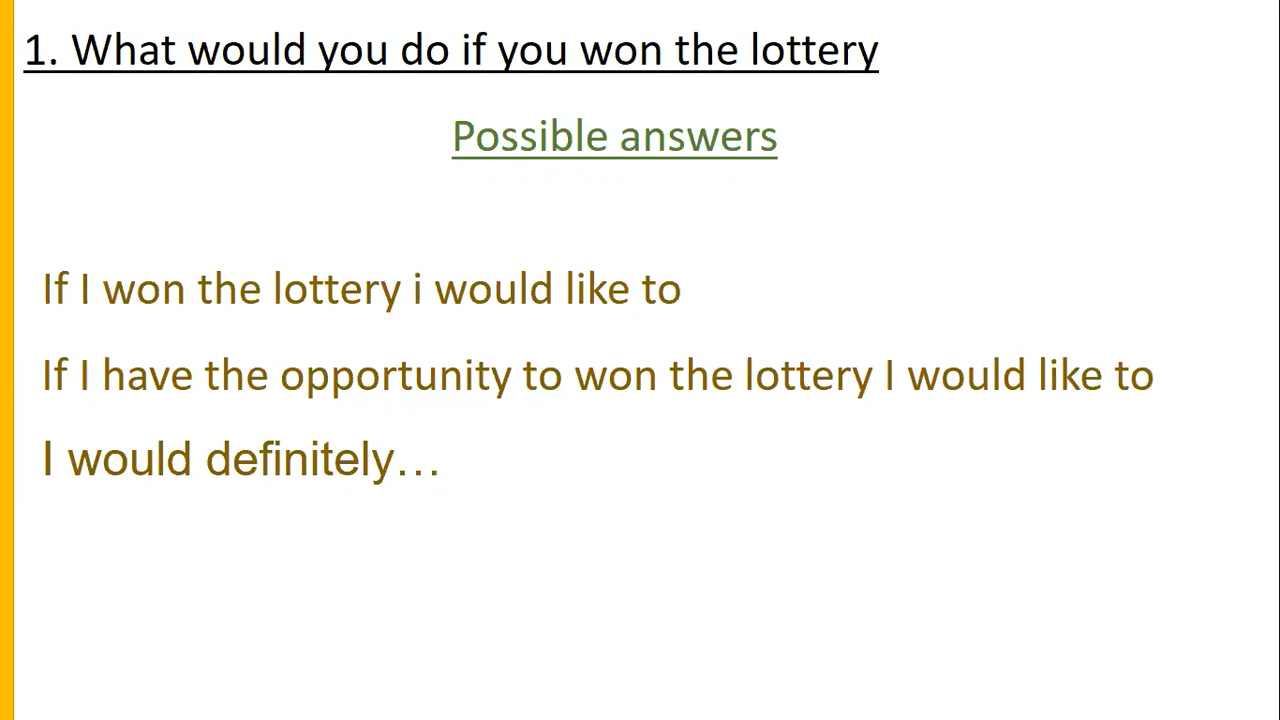 1. What would you do if you won the lottery
Possible answers
If I won the lottery i would like to
If I have the opportunity to won the lottery I would like to
I would definitely…